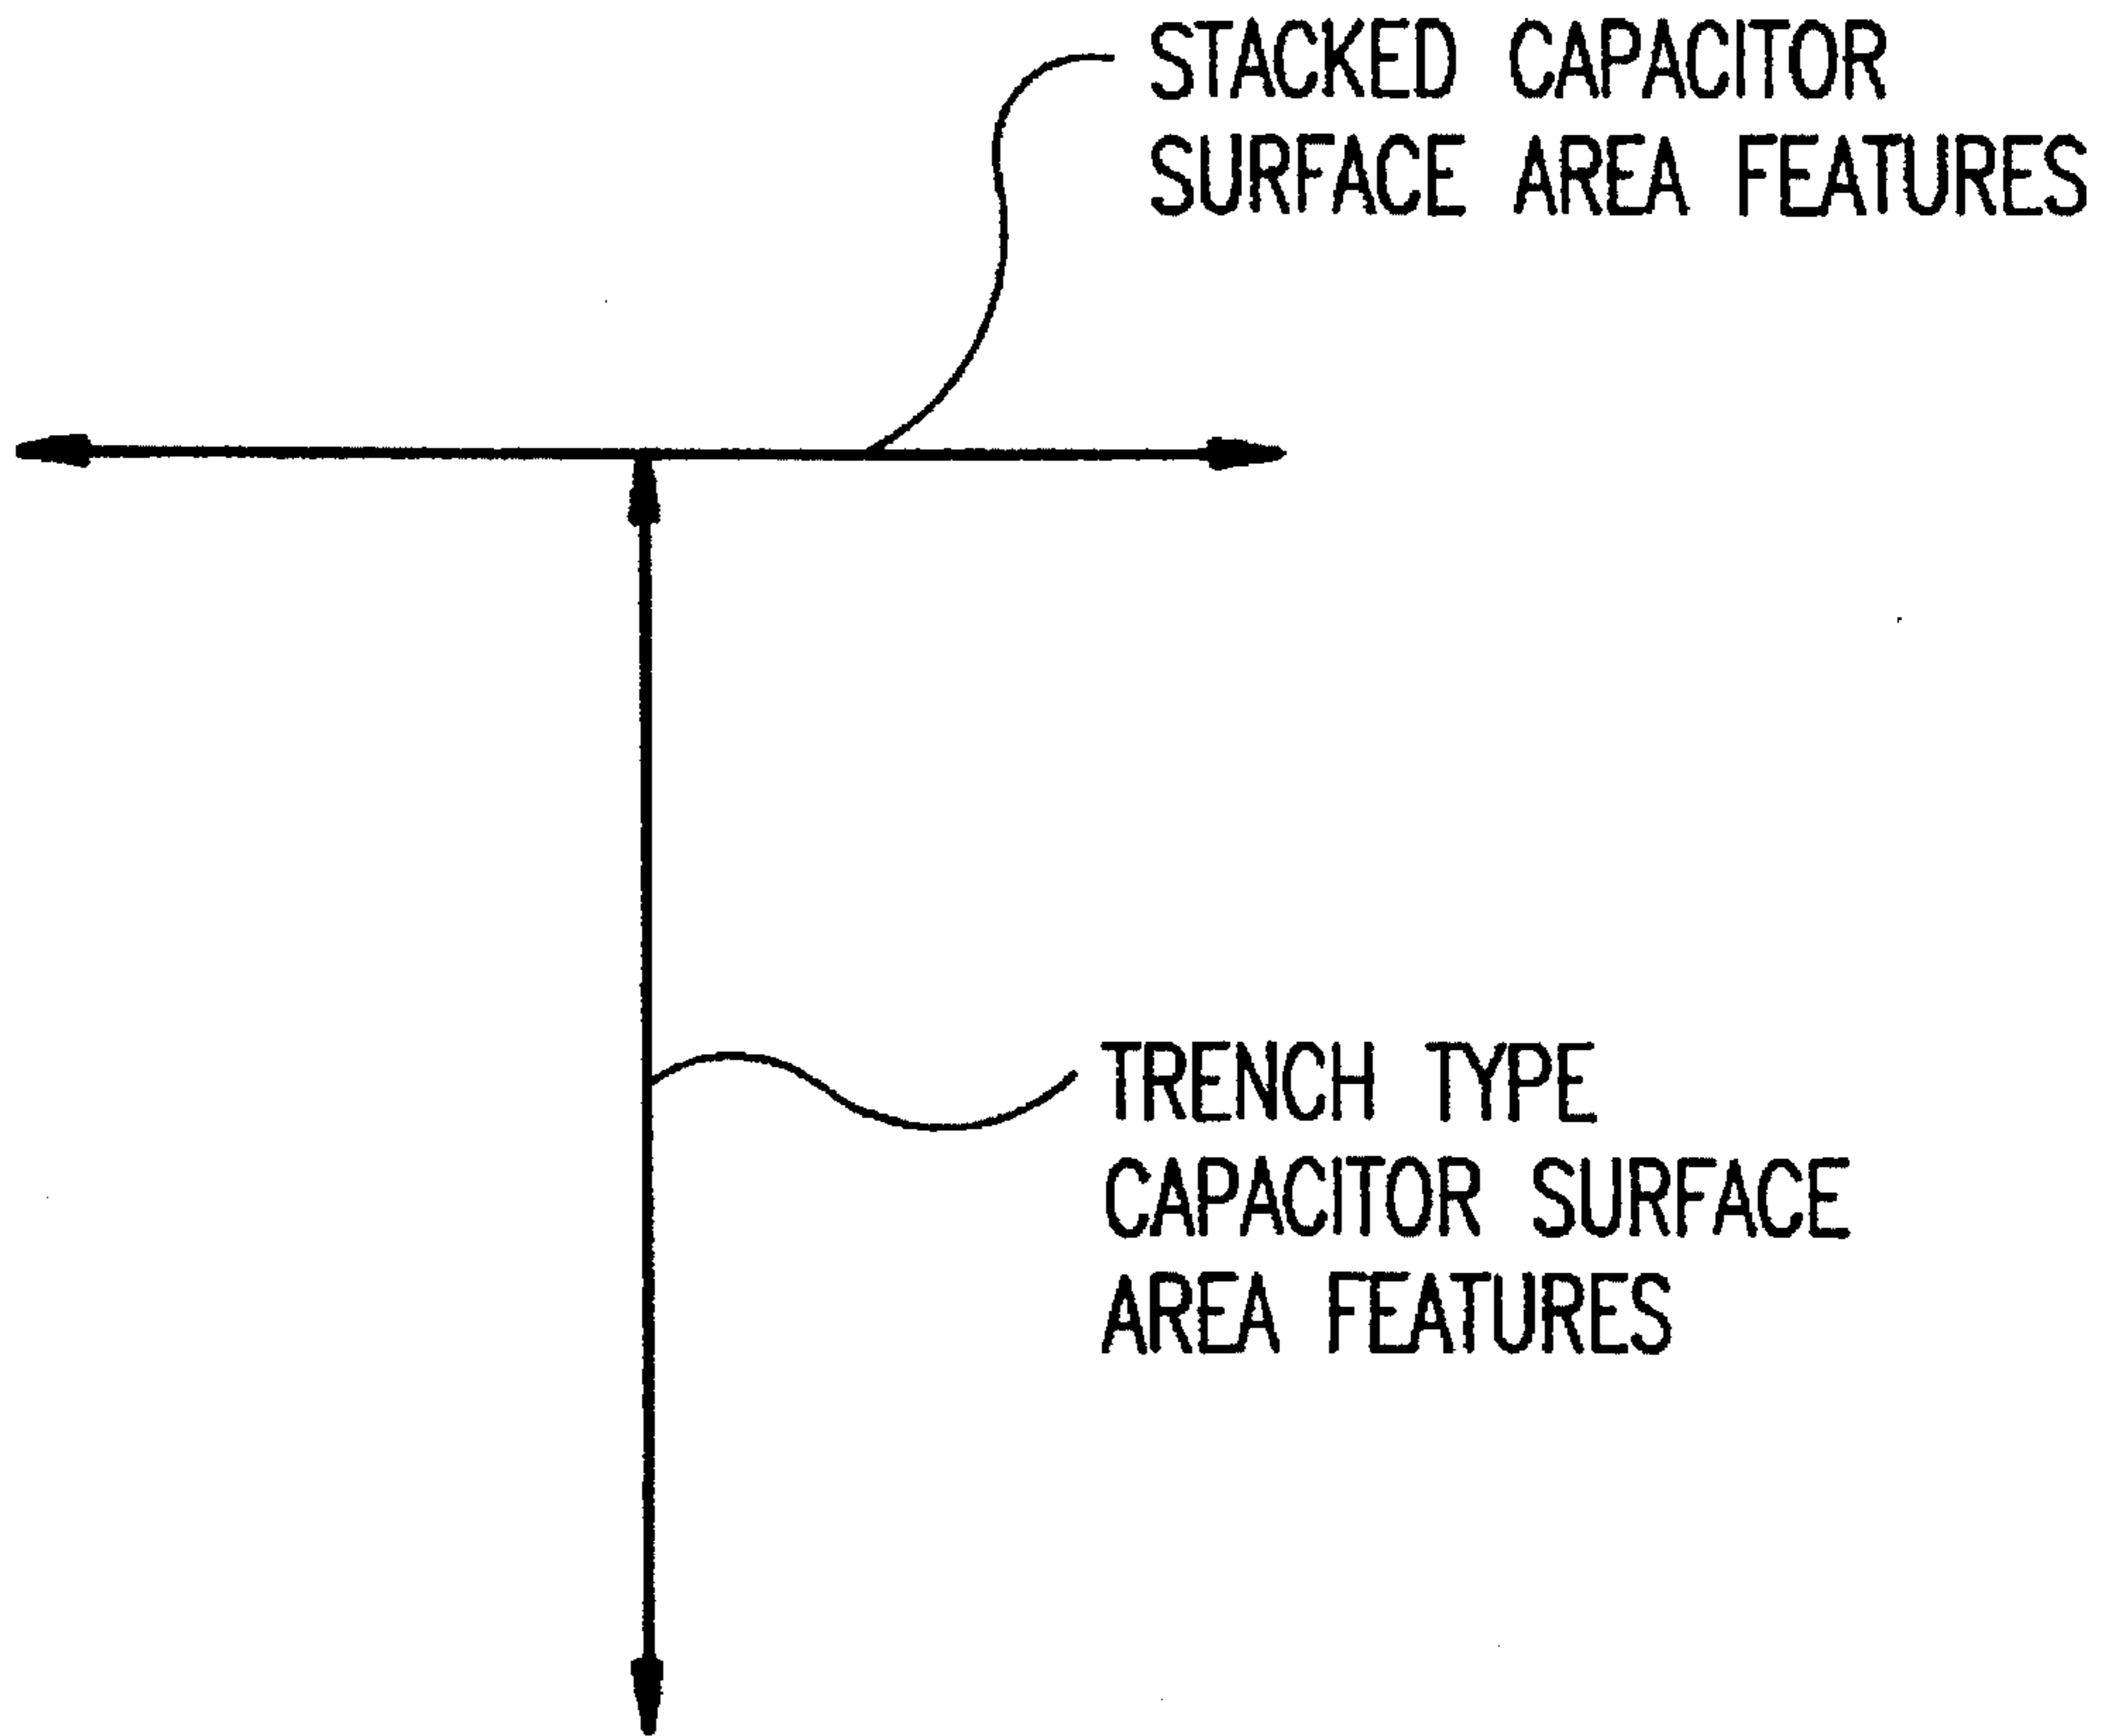 STACKED CAPACITOR
SURFACE AREA FEATURES
TRENCH TYPE
CAPACITOR SURFACE
AREA FEATURES